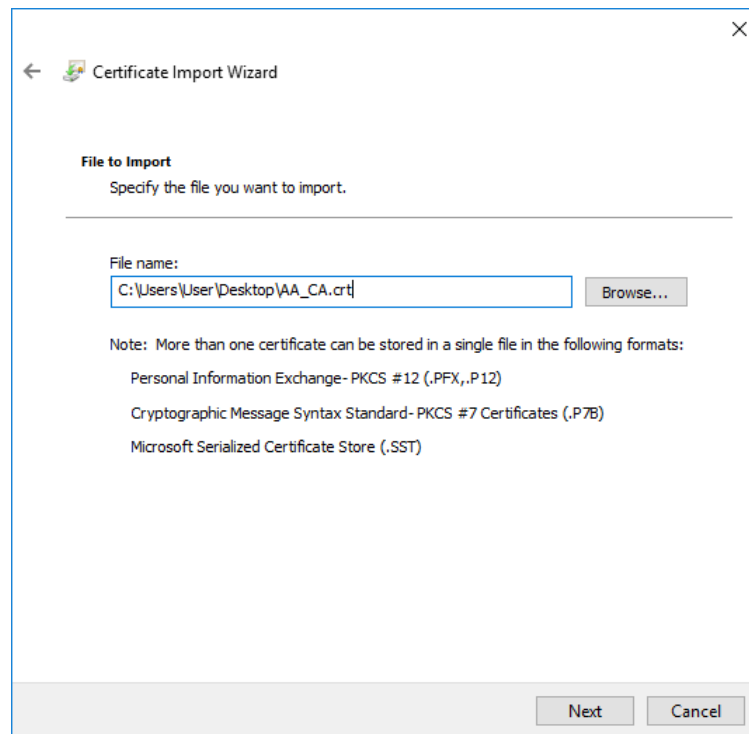 Certificate Import Wizard
File to Import
Specify the file you want to import.
File name:
C:\Users\User\Desktop\AA_CA.crt
Browse...
Note: More than one certificate can be stored in a single file in the following formats:
Personal Information Exchange- PKCS #12 (.PFX,.P12)
Cryptographic Message Syntax Standard- PKCS #7 Certificates (.P7B)
Microsoft Serialized Certificate Store (.SST)
Next
Cancel